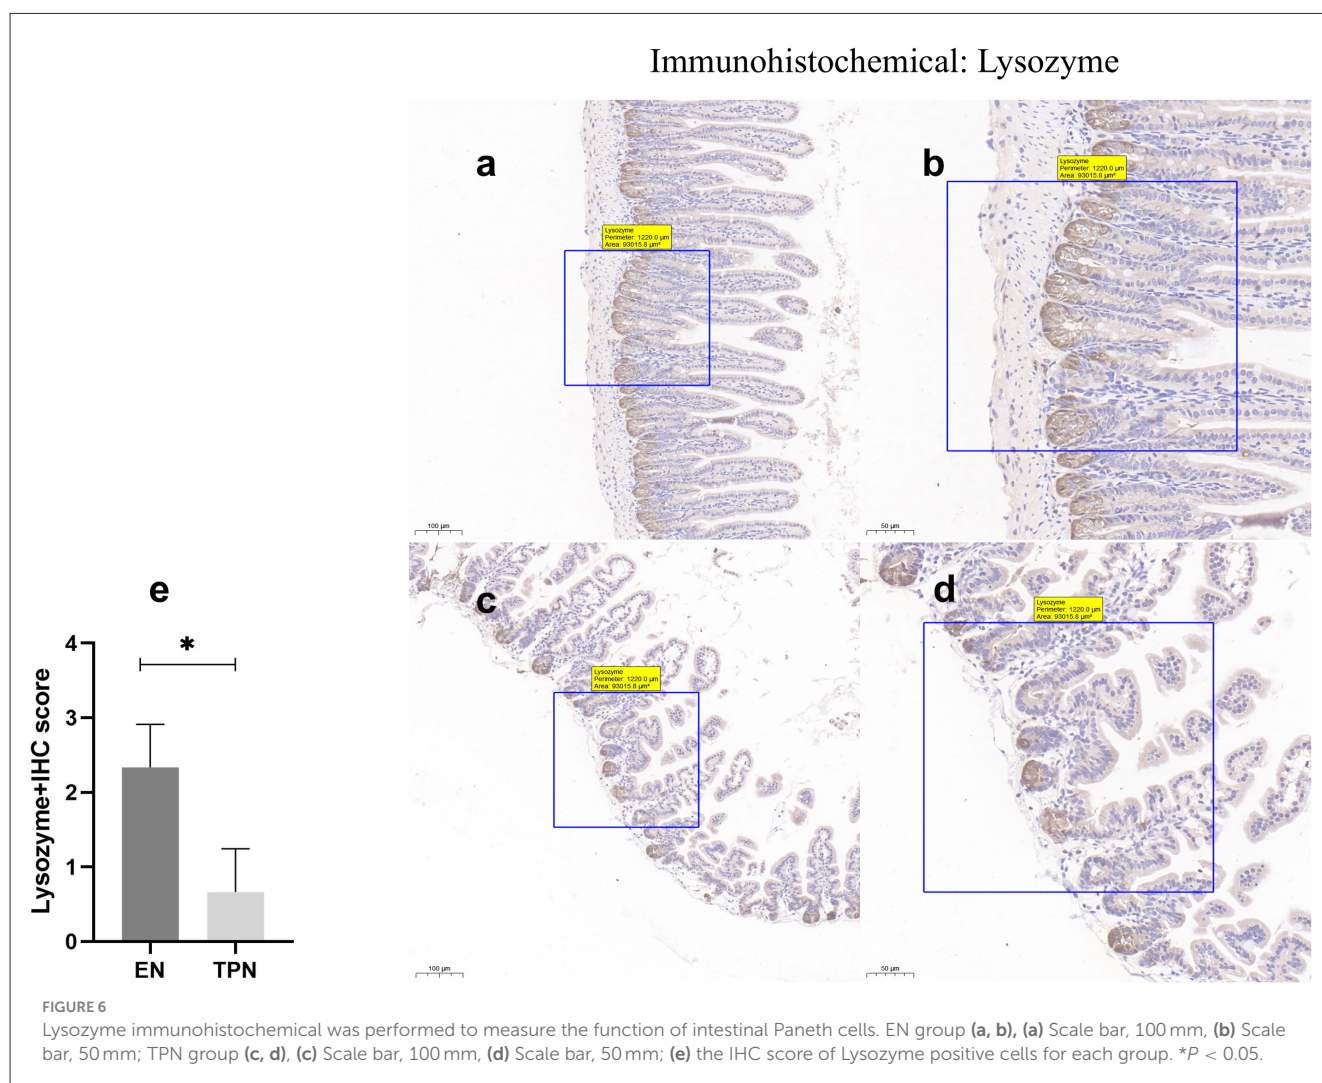 Immunohistochemical: Lysozyme
a
Lysozyme
Perimeter: 1220.0 µm
Area: 93015.8 µm²
100 µm
b
Lysozyme
Perimeter: 1220.0 µm
Area: 93015.8 µm²
50 µm
c
Lysozyme
Perimeter: 1220.0 µm
Area: 93015.8 µm²
100 µm
d
Lysozyme
Perimeter: 1220.0 µm
Area: 93015.8 µm²
50 µm
e
Lysozyme+IHC score
4
3
2
1
0
*
EN TPN
FIGURE 6
Lysozyme immunohistochemical was performed to measure the function of intestinal Paneth cells. EN group (a, b), (a) Scale bar, 100 mm, (b) Scale
bar, 50 mm; TPN group (c, d), (c) Scale bar, 100 mm, (d) Scale bar, 50 mm; (e) the IHC score of Lysozyme positive cells for each group. *P < 0.05.